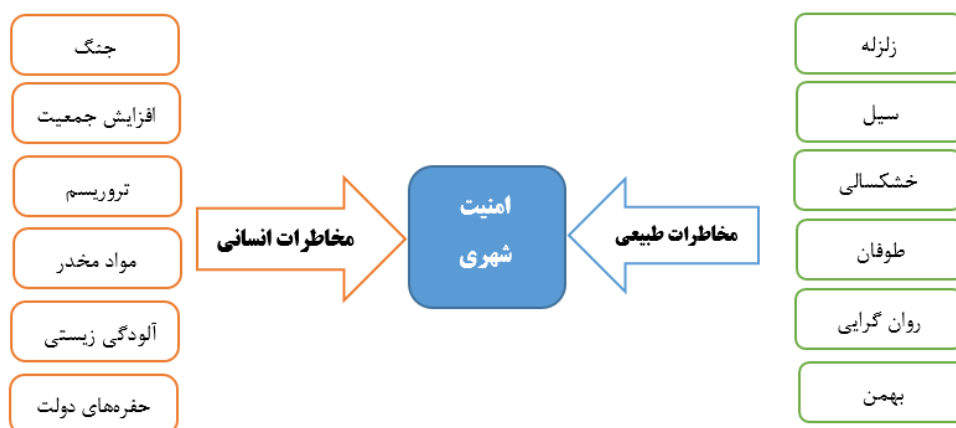 زلزله
سیل
خشکسالی
طوفان
روان گرایی
بهمن
مخاطرات طبیعی
امنیت
شهری
مخاطرات انسانی
جنگ
افزایش جمعیت
تروریسم
مواد مخدر
آلودگی زیستی
حفره‌های دولت